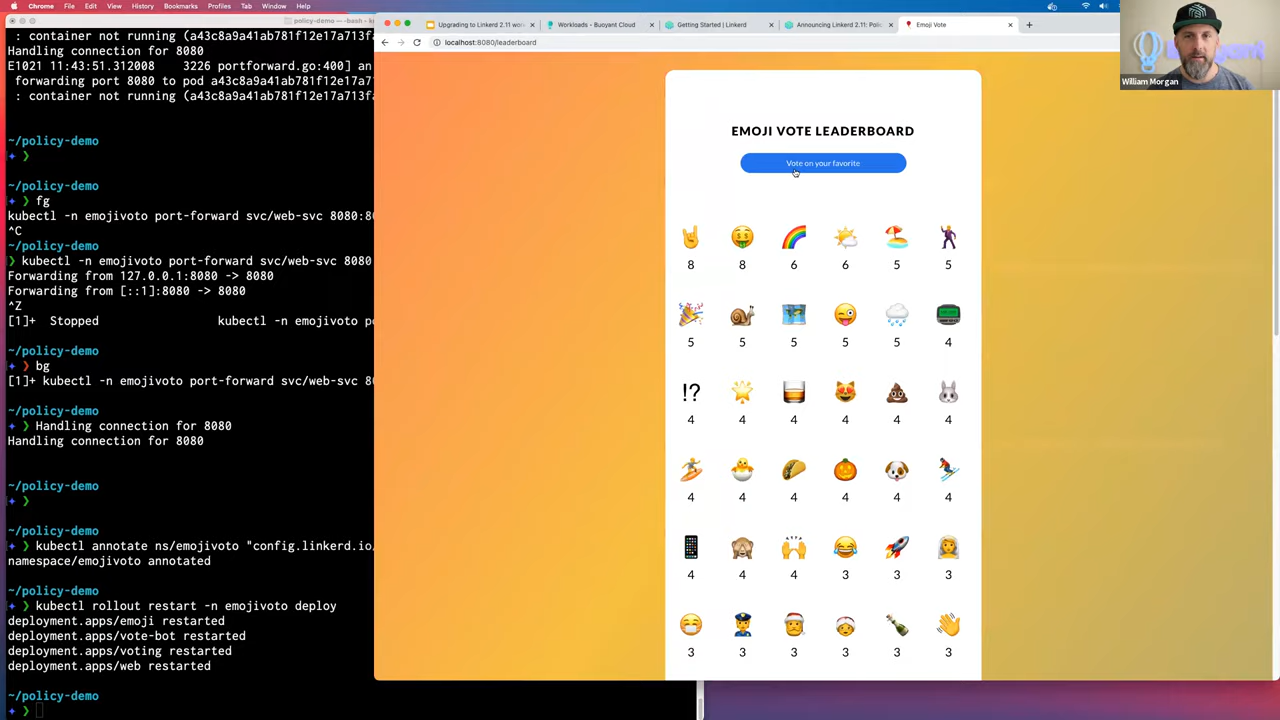 Chrome File Edit View History Bookmarks Profiles Tab Window Help
policy-demo — -bash —
: container not running (a43c8a9a41ab781f12e17a713f
Handling connection for 8080
E1021 11:43:51.312008 3226 portforward.go:400] an
forwarding port 8080 to pod a43c8a9a41ab781f12e17a
: container not running (a43c8a9a41ab781f12e17a713f
~/policy-demo
✦ ❯
~/policy-demo
✦ ❯ fg
kubectl -n emojivoto port-forward svc/web-svc 8080:8
^C
~/policy-demo
❯ kubectl -n emojivoto port-forward svc/web-svc 8080
Forwarding from 127.0.0.1:8080 -> 8080
Forwarding from [::1]:8080 -> 8080
^Z
[1]+ Stopped kubectl -n emojivoto p
~/policy-demo
✦ ❯ bg
[1]+ kubectl -n emojivoto port-forward svc/web-svc 8
~/policy-demo
✦ ❯ Handling connection for 8080
Handling connection for 8080
~/policy-demo
✦ ❯
~/policy-demo
✦ ❯ kubectl annotate ns/emojivoto "config.linkerd.io/
namespace/emojivoto annotated
~/policy-demo
✦ ❯ kubectl rollout restart -n emojivoto deploy
deployment.apps/emoji restarted
deployment.apps/vote-bot restarted
deployment.apps/voting restarted
deployment.apps/web restarted
~/policy-demo
✦ ❯
Upgrading to Linkerd 2.11 wor
Workloads - Buoyant Cloud
Getting Started | Linkerd
Announcing Linkerd 2.11: Poli
Emoji Vote
localhost:8080/leaderboard
William Morgan
EMOJI VOTE LEADERBOARD
Vote on your favorite
8 8 6 6 5 5
5 5 5 5 5 4
4 4 4 4 4 4
4 4 4 4 4 4
4 4 4 3 3 3
3 3 3 3 3 3